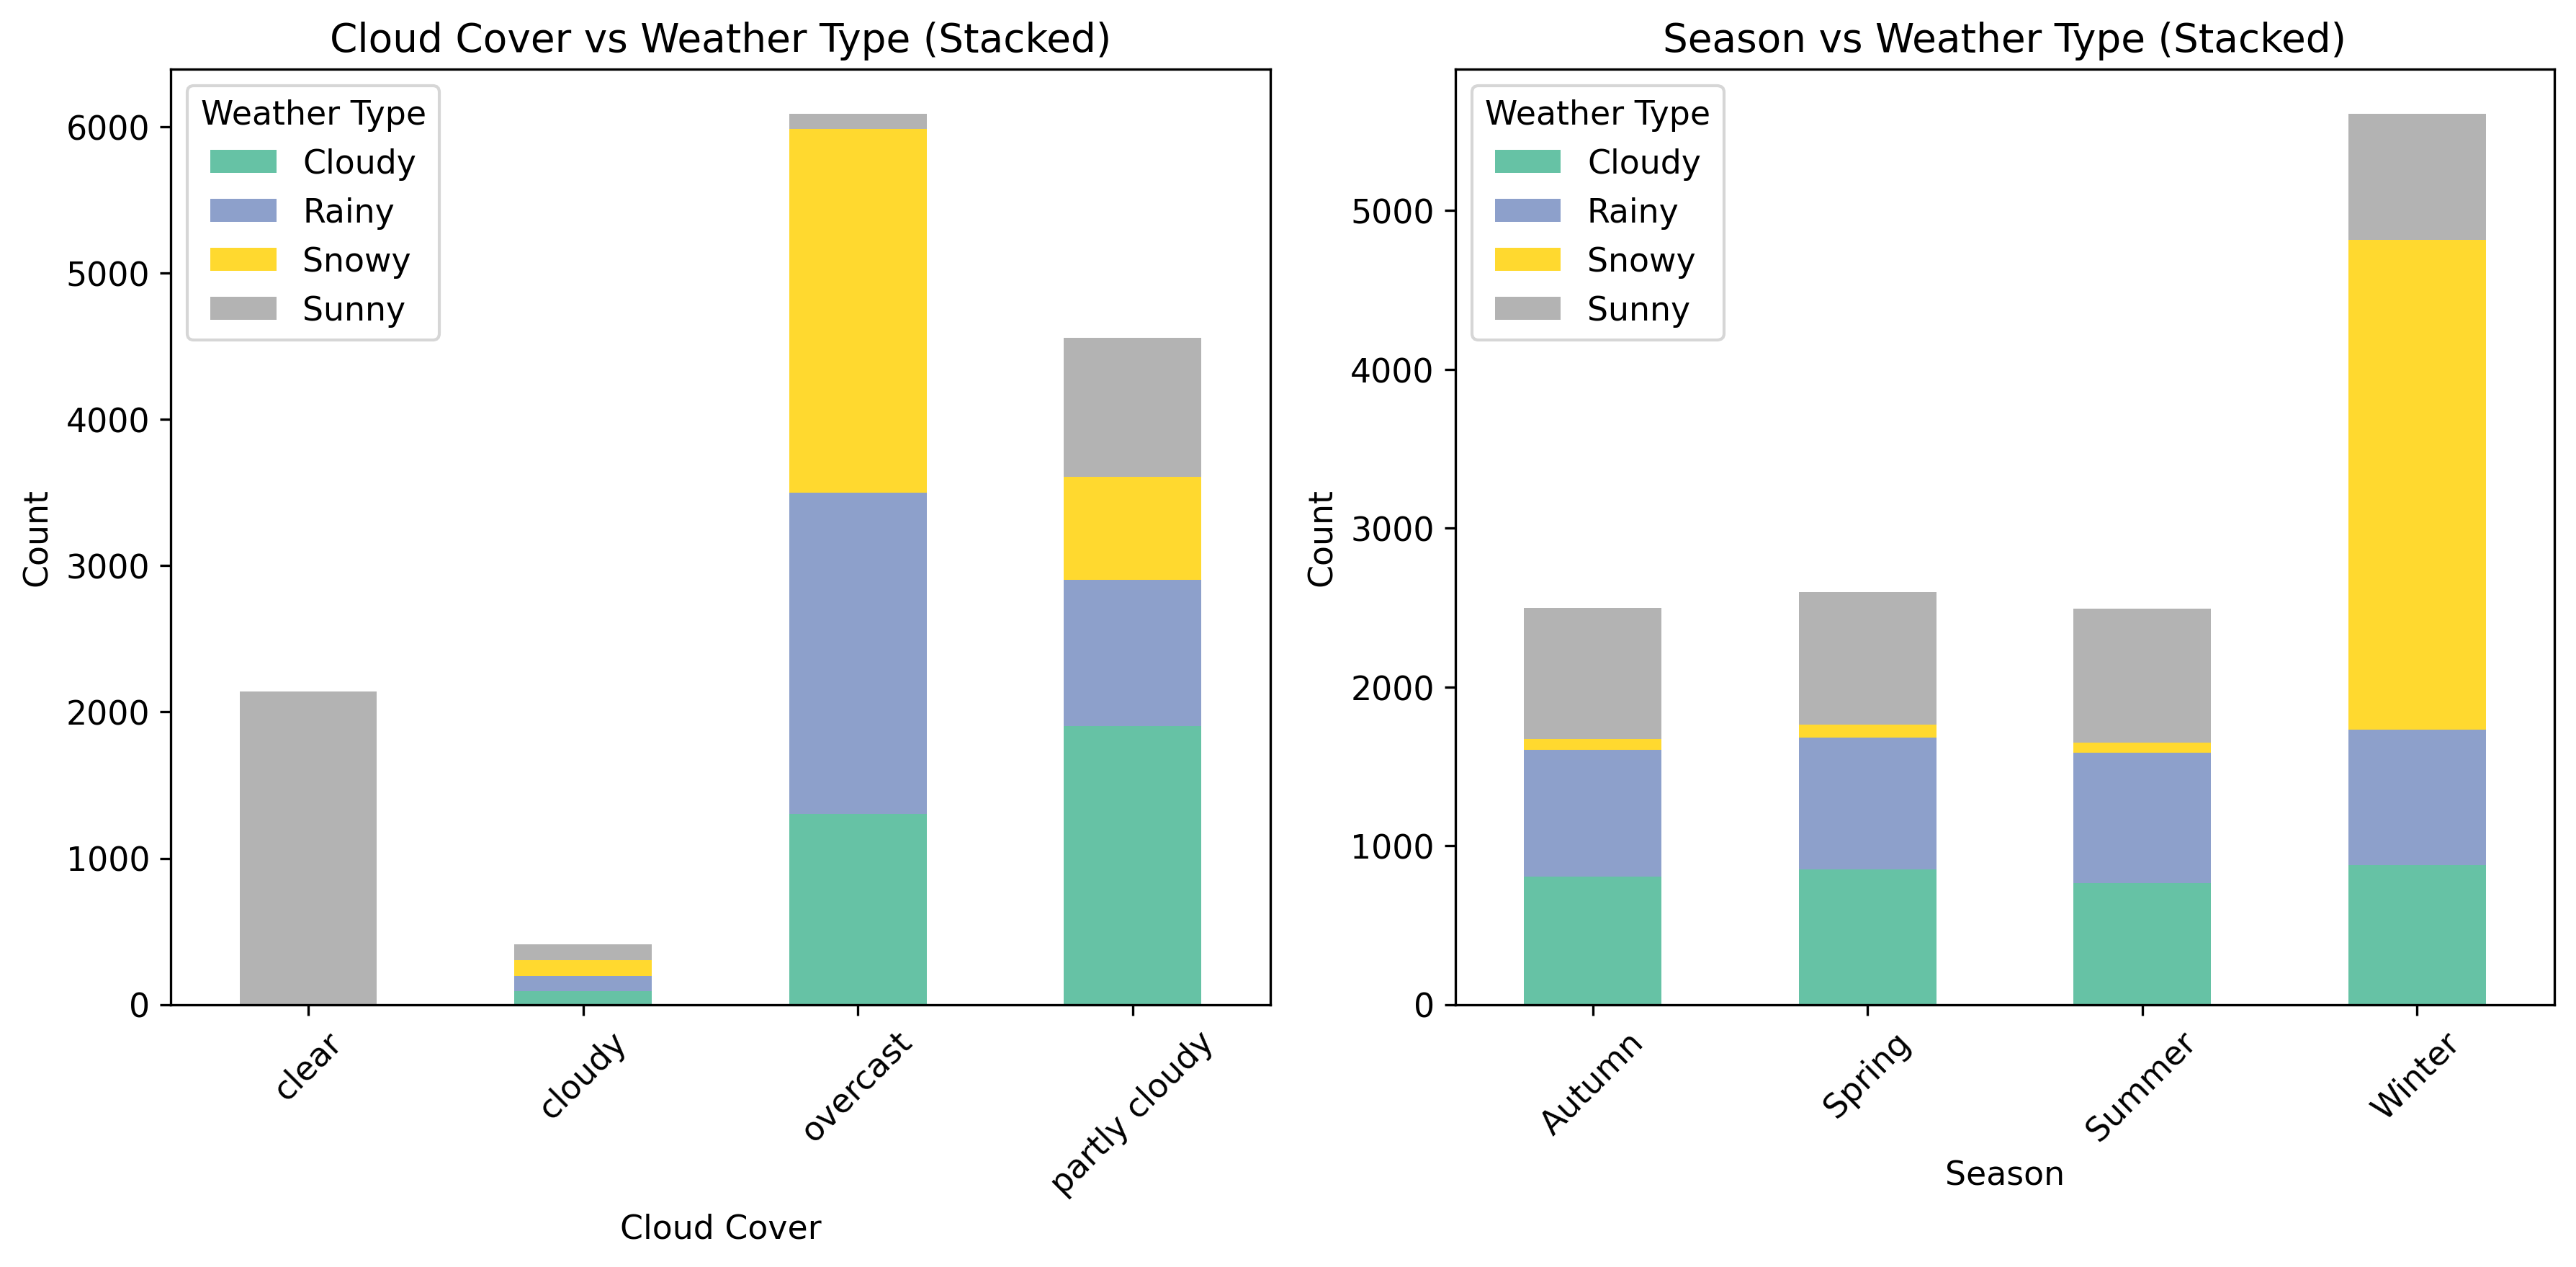 Cloud Cover vs Weather Type (Stacked)
Weather Type
Cloudy
Rainy
Snowy
Sunny
6000
5000
4000
3000
2000
1000
0
Count
clear
cloudy
overcast
partly cloudy
Cloud Cover
Season vs Weather Type (Stacked)
Weather Type
Cloudy
Rainy
Snowy
Sunny
5000
4000
3000
2000
1000
0
Count
Autumn
Spring
Summer
Winter
Season